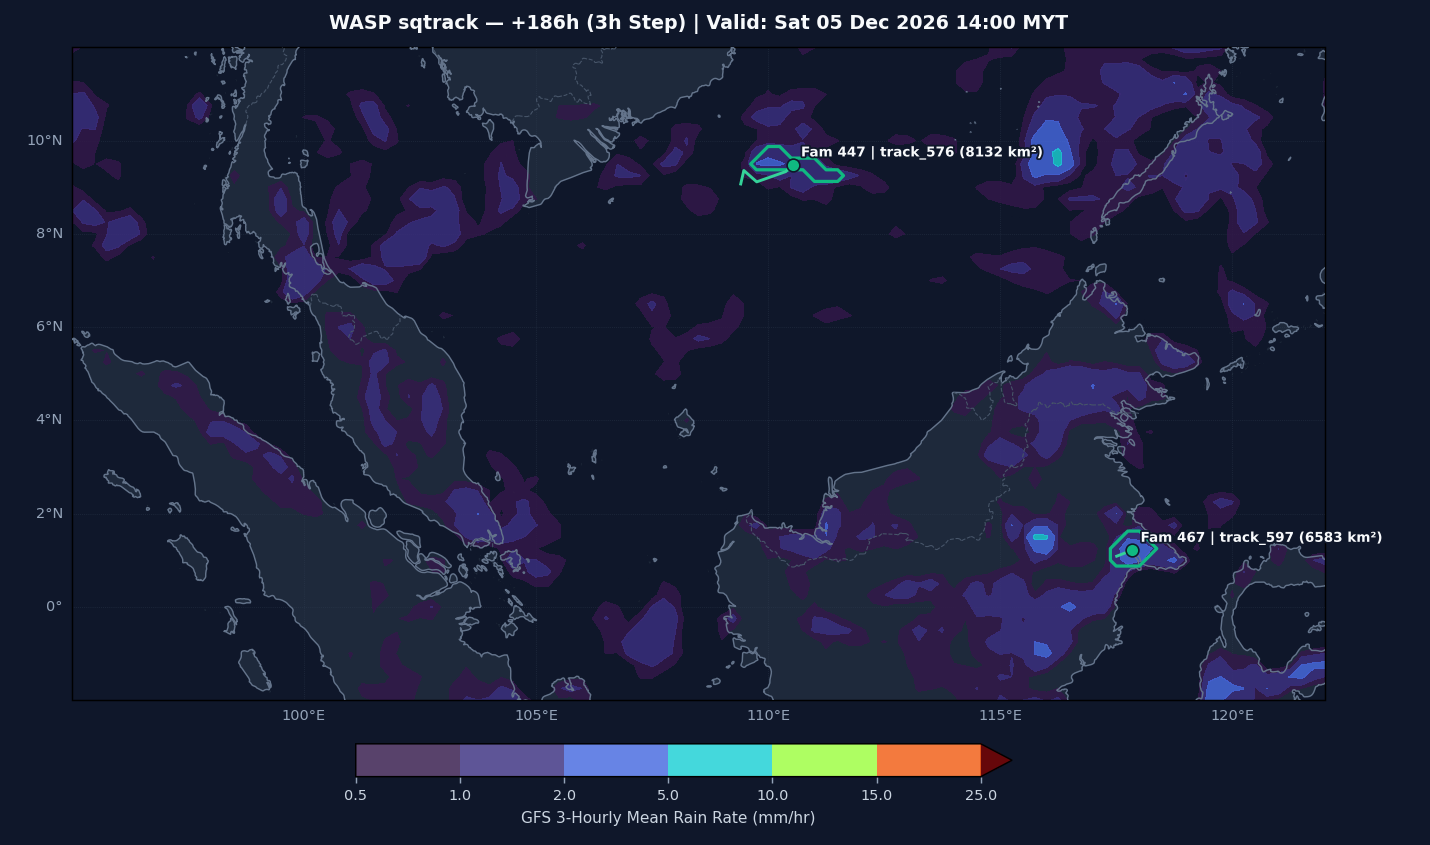 WASP sqtrack — +186h (3h Step) | Valid: Sat 05 Dec 2026 14:00 MYT
10°N
8°N
6°N
4°N
2°N
0°
Fam 447 | track_576 (8132 km²)
Fam 467 | track_597 (6583 km²)
100°E 105°E 110°E 115°E 120°E
0.5 1.0 2.0 5.0 10.0 15.0 25.0
GFS 3-Hourly Mean Rain Rate (mm/hr)